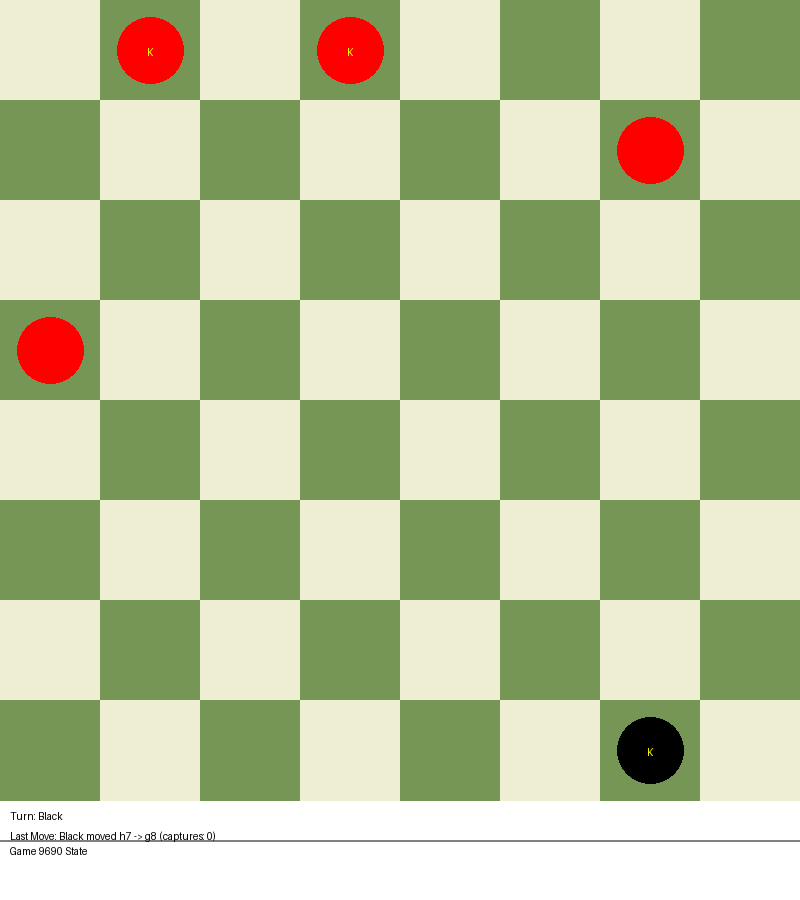 K
K
K
Turn: Black
Last Move: Black moved h7 -> g8 (captures: 0)
Game 9690 State